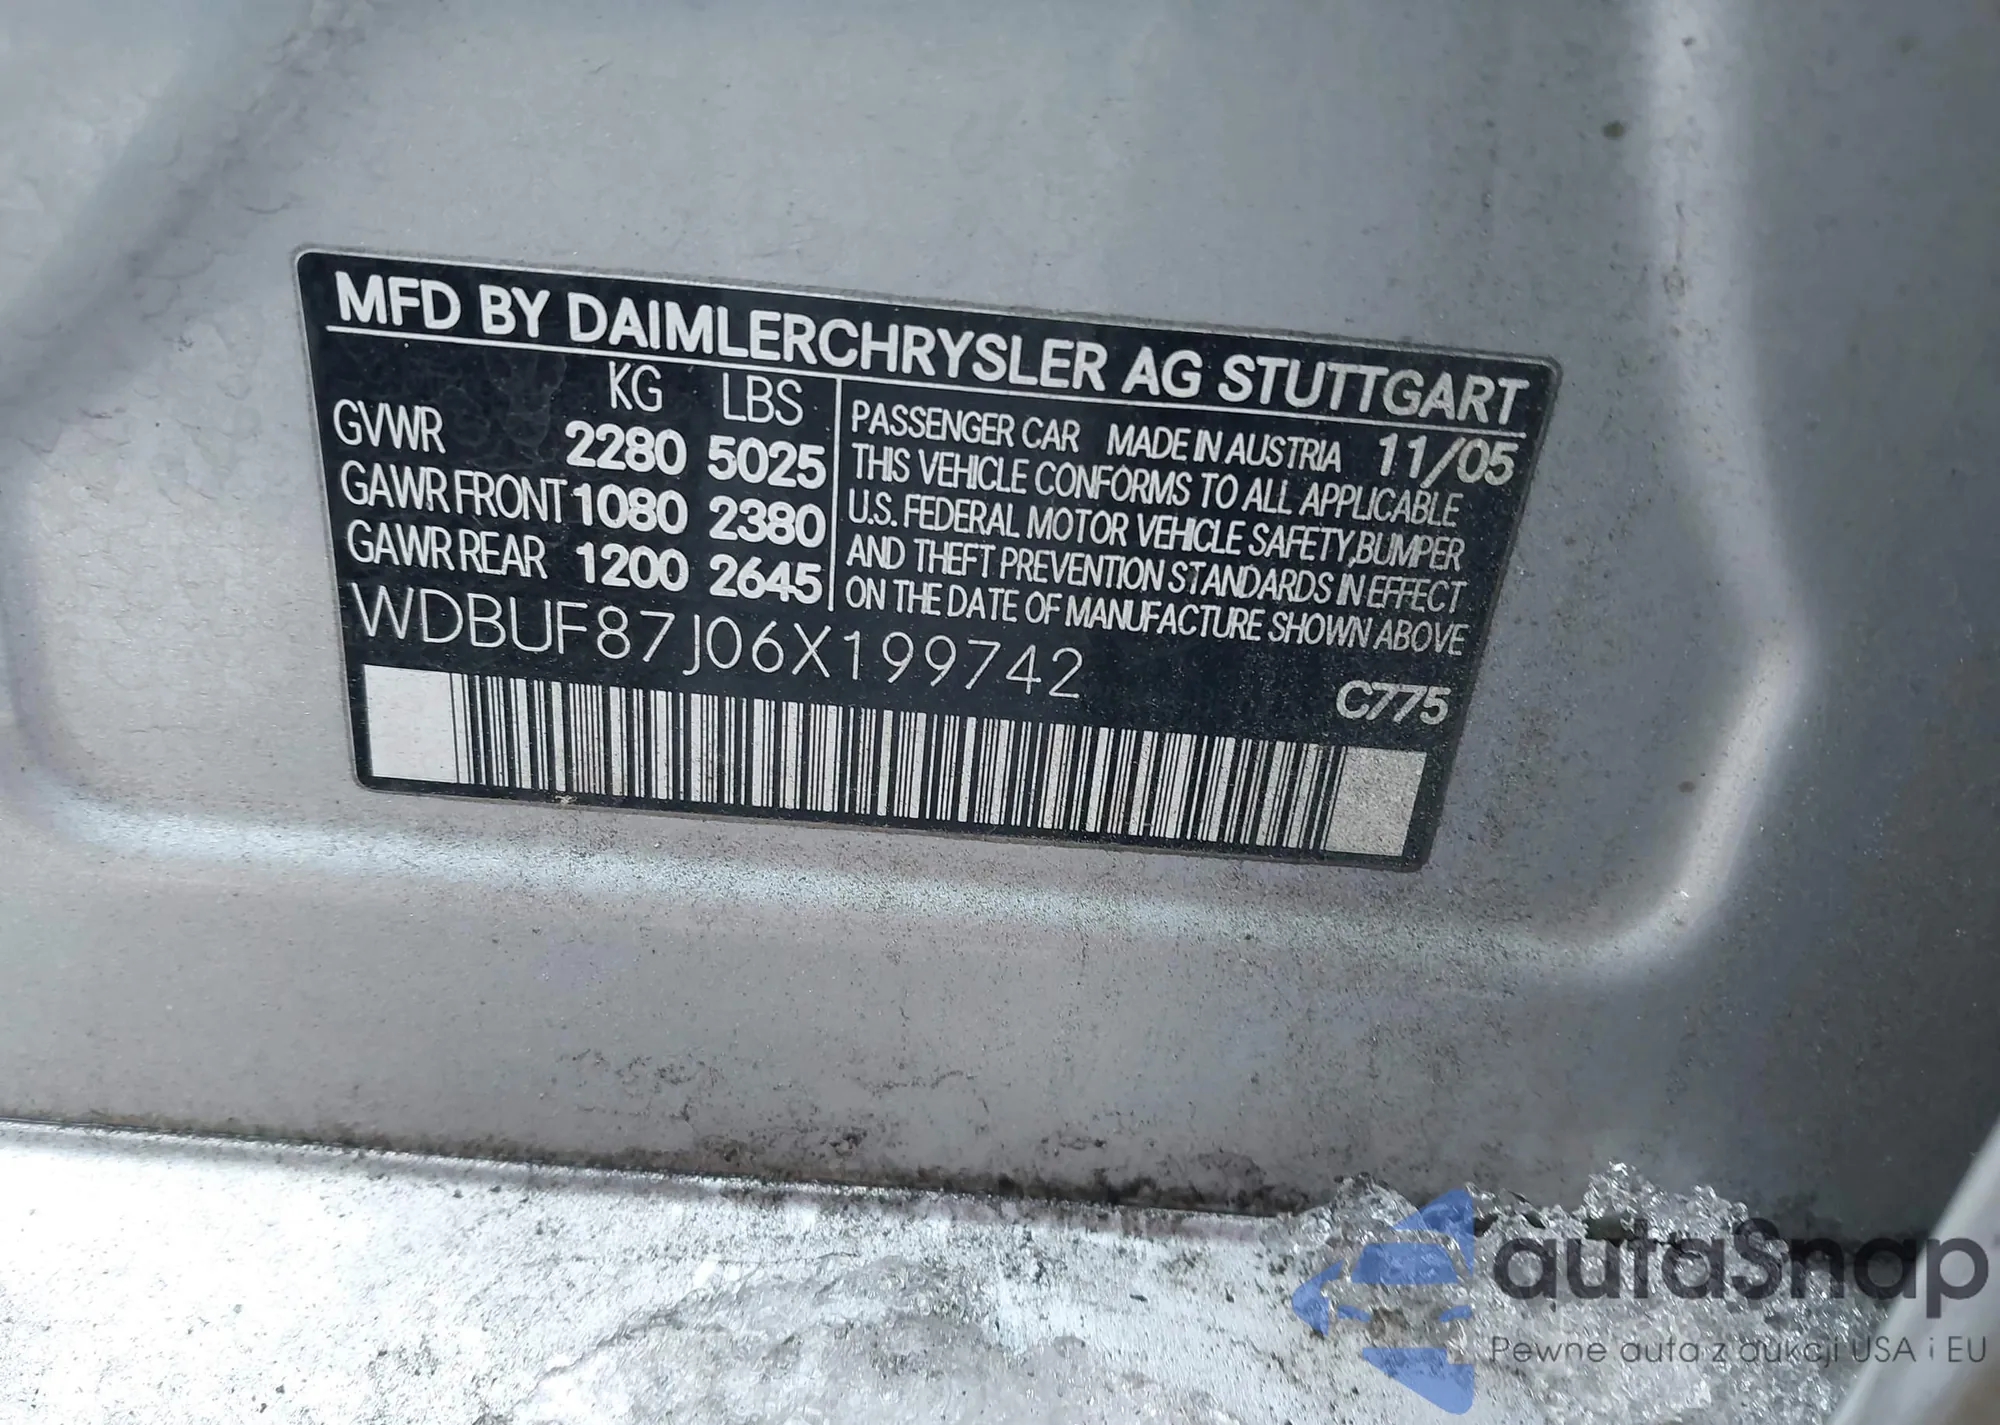 MFD BY DAIMLERCHRYSLER AG STUTTGART
KG LBS
GVWR 2280 5025
GAWR FRONT 1080 2380
GAWR REAR 1200 2645
PASSENGER CAR MADE IN AUSTRIA 11/05
THIS VEHICLE CONFORMS TO ALL APPLICABLE
U.S. FEDERAL MOTOR VEHICLE SAFETY,BUMPER
AND THEFT PREVENTION STANDARDS IN EFFECT
ON THE DATE OF MANUFACTURE SHOWN ABOVE
WDBUF87J06X199742
C775
autaSnap
Pewne auta z aukcji USA i EU